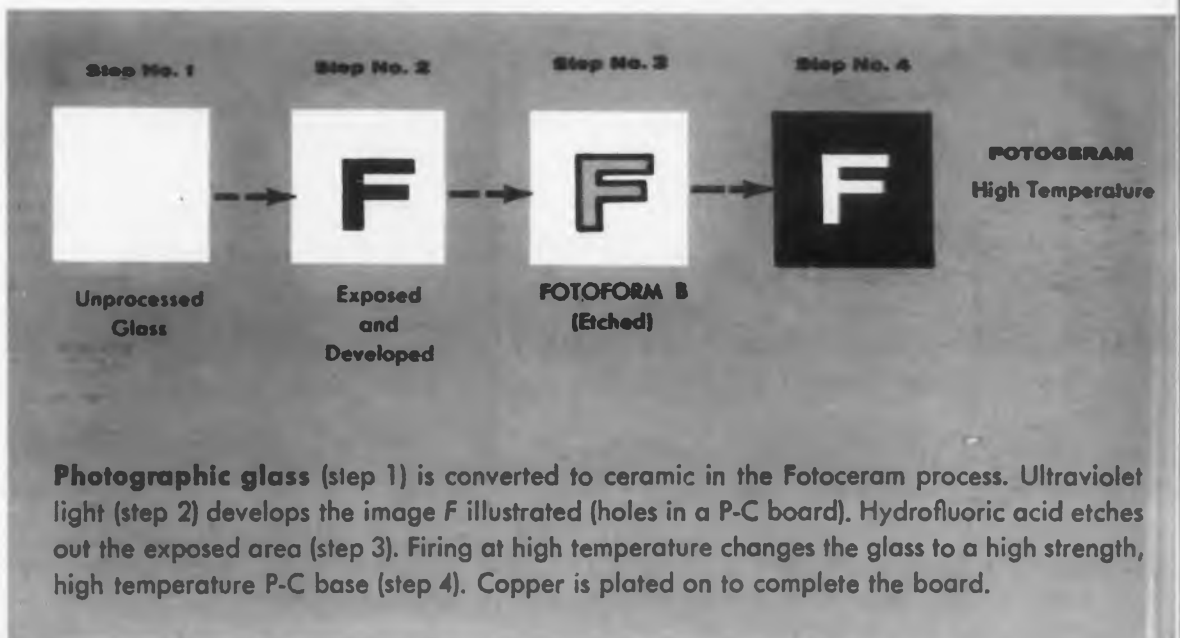 Step No. 1
Step No. 2
Step No. 3
Step No. 4
F
F
F
FOTOCERAM
High Temperature
Unprocessed
Glass
Exposed
and
Developed
FOTOFORM B
(Etched)
Photographic glass (step 1) is converted to ceramic in the Fotoceram process. Ultraviolet
light (step 2) develops the image F illustrated (holes in a P-C board). Hydrofluoric acid etches
out the exposed area (step 3). Firing at high temperature changes the glass to a high strength,
high temperature P-C base (step 4). Copper is plated on to complete the board.